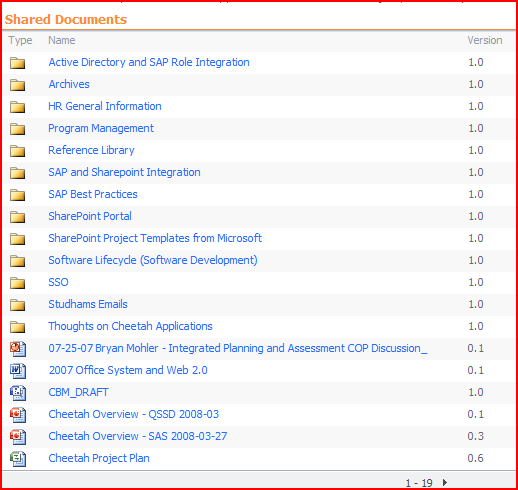 Shared Documents
Type Name Version
Active Directory and SAP Role Integration 1.0
Archives 1.0
HR General Information 1.0
Program Management 1.0
Reference Library 1.0
SAP and Sharepoint Integration 1.0
SAP Best Practices 1.0
SharePoint Portal 1.0
SharePoint Project Templates from Microsoft 1.0
Software Lifecycle (Software Development) 1.0
SSO 1.0
Studhams Emails 1.0
Thoughts on Cheetah Applications 1.0
07-25-07 Bryan Mohler - Integrated Planning and Assessment COP Discussion_ 0.1
2007 Office System and Web 2.0 0.1
CBM_DRAFT 1.0
Cheetah Overview - QSSD 2008-03 0.1
Cheetah Overview - SAS 2008-03-27 0.3
Cheetah Project Plan 0.6
1 - 19